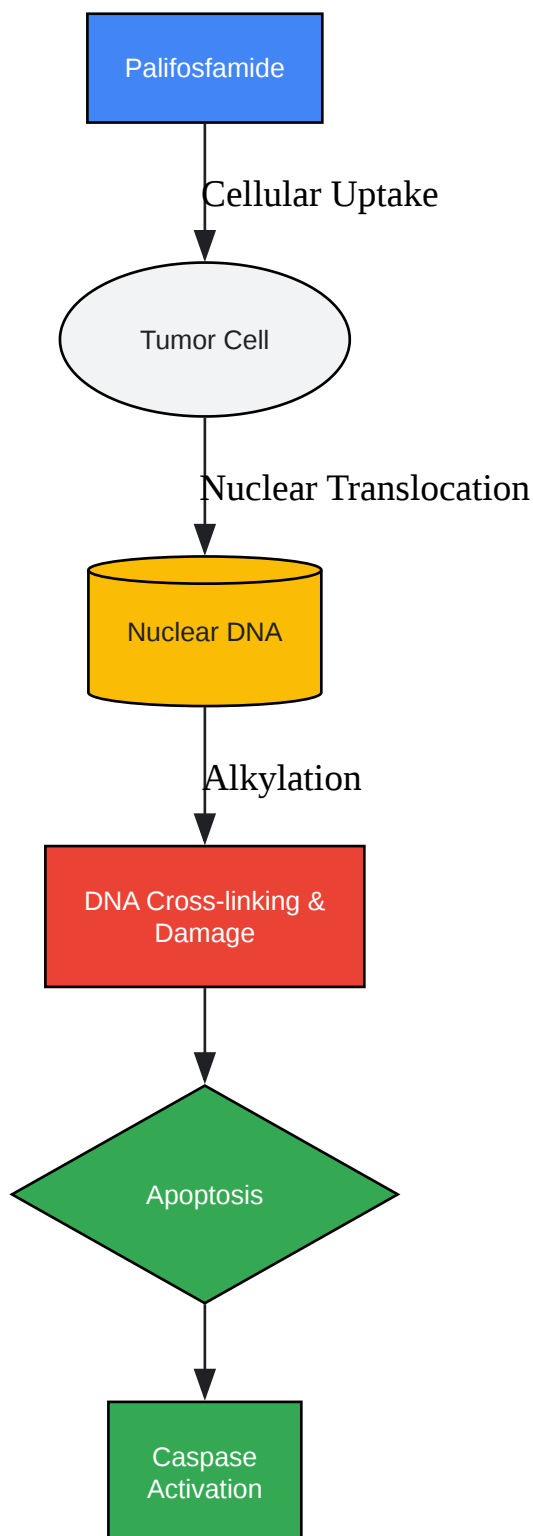 Palifosfamide
Cellular Uptake
Tumor Cell
Nuclear Translocation
Nuclear DNA
Alkylation
DNA Cross-linking &
Damage
Apoptosis
Caspase
Activation